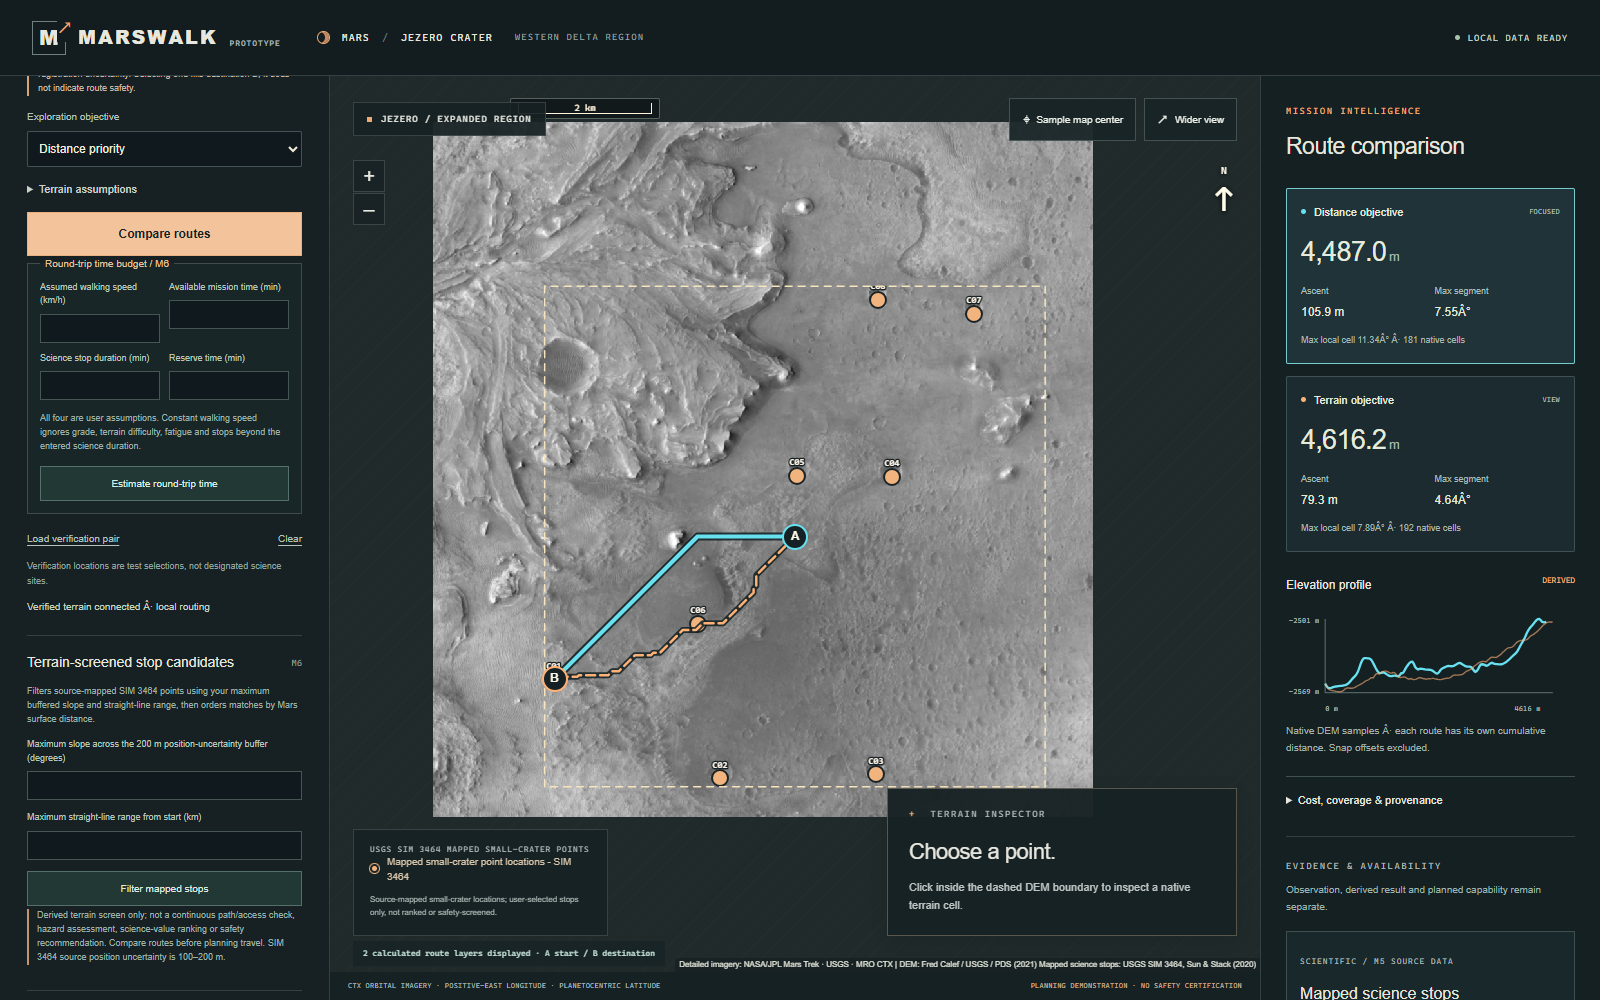 M MARSWALK PROTOTYPE
MARS / JEZERO CRATER WESTERN DELTA REGION
LOCAL DATA READY
not indicate route safety.
Exploration objective
Distance priority
Terrain assumptions
Compare routes
Round-trip time budget / M6
Assumed walking speed (km/h)
Available mission time (min)
Science stop duration (min)
Reserve time (min)
All four are user assumptions. Constant walking speed
ignores grade, terrain difficulty, fatigue and stops beyond the
entered science duration.
Estimate round-trip time
Load verification pair
Clear
Verification locations are test selections, not designated science
sites.
Verified terrain connected Â· local routing
Terrain-screened stop candidates M6
Filters source-mapped SIM 3464 points using your maximum
buffered slope and straight-line range, then orders matches by Mars
surface distance.
Maximum slope across the 200 m position-uncertainty buffer
(degrees)
Maximum straight-line range from start (km)
Filter mapped stops
Derived terrain screen only; not a continuous path/access check,
hazard assessment, science-value ranking or safety
recommendation. Compare routes before planning travel. SIM
3464 source position uncertainty is 100–200 m.
2 km
JEZERO / EXPANDED REGION
Sample map center
Wider view
+
−
N
C07
C05
C04
A
C06
B
C02
C03
USGS SIM 3464 MAPPED SMALL-CRATER POINTS
Mapped small-crater point locations - SIM
3464
Source-mapped small-crater locations; user-selected stops
only, not ranked or safety-screened.
2 calculated route layers displayed · A start / B destination
+ TERRAIN INSPECTOR
Choose a point.
Click inside the dashed DEM boundary to inspect a native
terrain cell.
Detailed imagery: NASA/JPL Mars Trek · USGS · MRO CTX | DEM: Fred Calef / USGS / PDS (2021) Mapped science stops: USGS SIM 3464, Sun & Stack (2020)
CTX ORBITAL IMAGERY · POSITIVE-EAST LONGITUDE · PLANETOCENTRIC LATITUDE
PLANNING DEMONSTRATION · NO SAFETY CERTIFICATION
MISSION INTELLIGENCE
Route comparison
Distance objective FOCUSED
4,487.0 m
Ascent Max segment
105.9 m 7.55Â°
Max local cell 11.34Â° Â· 181 native cells
Terrain objective VIEW
4,616.2 m
Ascent Max segment
79.3 m 4.64Â°
Max local cell 7.89Â° Â· 192 native cells
Elevation profile DERIVED
−2501 m
−2569 m
0 m 4616 m
Native DEM samples Â· each route has its own cumulative
distance. Snap offsets excluded.
Cost, coverage & provenance
EVIDENCE & AVAILABILITY
Observation, derived result and planned capability remain
separate.
SCIENTIFIC / M5 SOURCE DATA
Mapped science stops